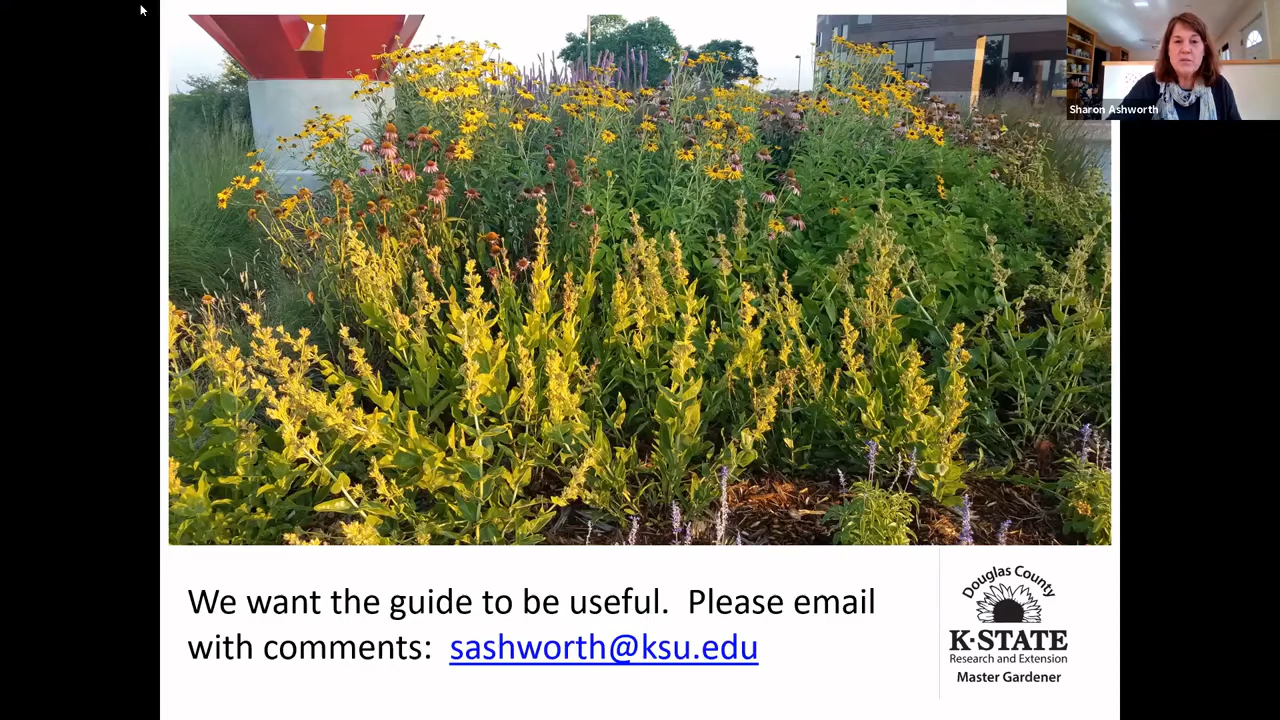 Sharon Ashworth
We want the guide to be useful.  Please email
with comments:  sashworth@ksu.edu
Douglas County
K-STATE
Research and Extension
Master Gardener